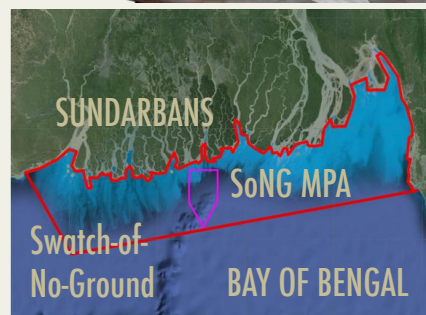 SUNDARBANS
SoNG MPA
Swatch-of-
No-Ground
BAY OF BENGAL